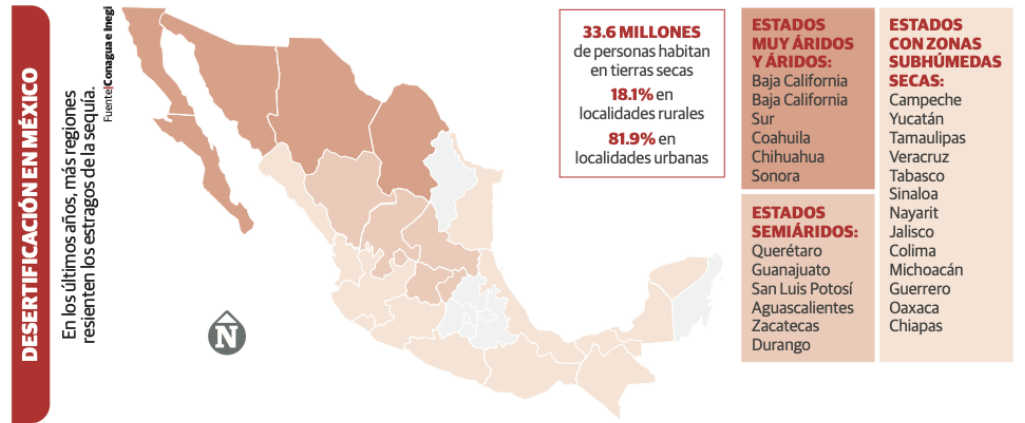 DESERTIFICACIÓN EN MÉXICO
En los últimos años, más regiones
resienten los estragos de la sequía.
Fuente|Conagua e Inegi
N
33.6 MILLONES
de personas habitan
en tierras secas
18.1% en
localidades rurales
81.9% en
localidades urbanas
ESTADOS
MUY ÁRIDOS
Y ÁRIDOS:
Baja California
Baja California
Sur
Coahuila
Chihuahua
Sonora
ESTADOS
SEMIÁRIDOS:
Querétaro
Guanajuato
San Luis Potosí
Aguascalientes
Zacatecas
Durango
ESTADOS
CON ZONAS
SUBHÚMEDAS
SECAS:
Campeche
Yucatán
Tamaulipas
Veracruz
Tabasco
Sinaloa
Nayarit
Jalisco
Colima
Michoacán
Guerrero
Oaxaca
Chiapas